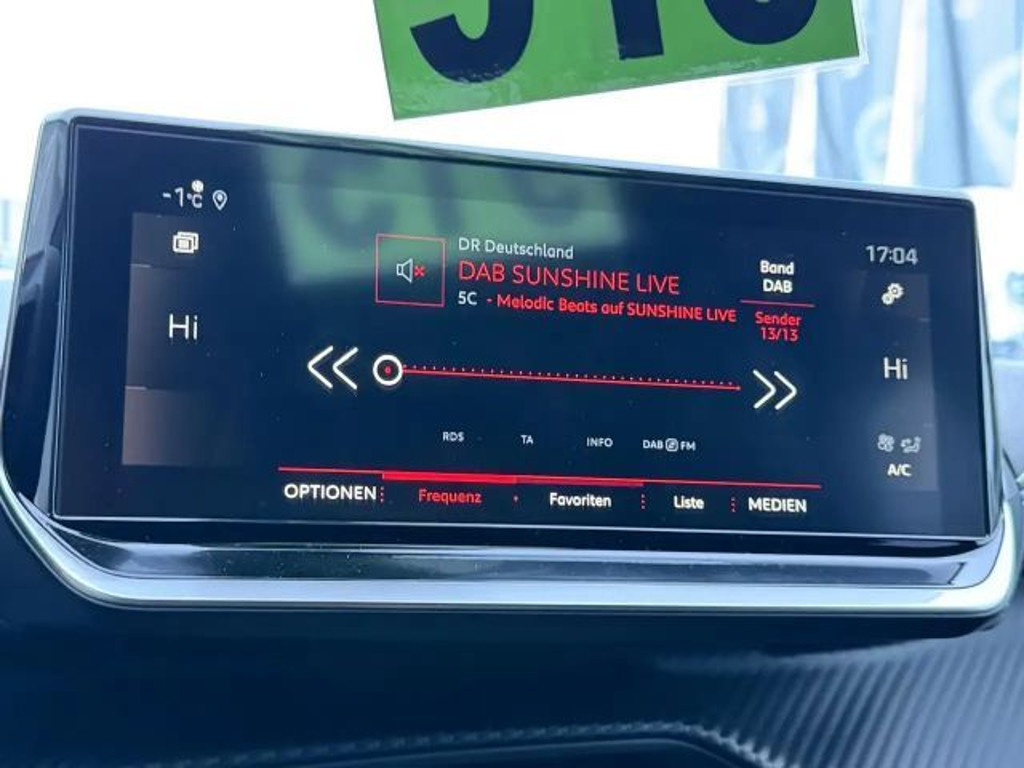 -1°C
17:04
DR Deutschland
DAB SUNSHINE LIVE
5C - Melodic Beats auf SUNSHINE LIVE
Band
DAB
Sender
13/13
Hi
Hi
RDS TA INFO DAB FM
A/C
OPTIONEN Frequenz Favoriten Liste MEDIEN